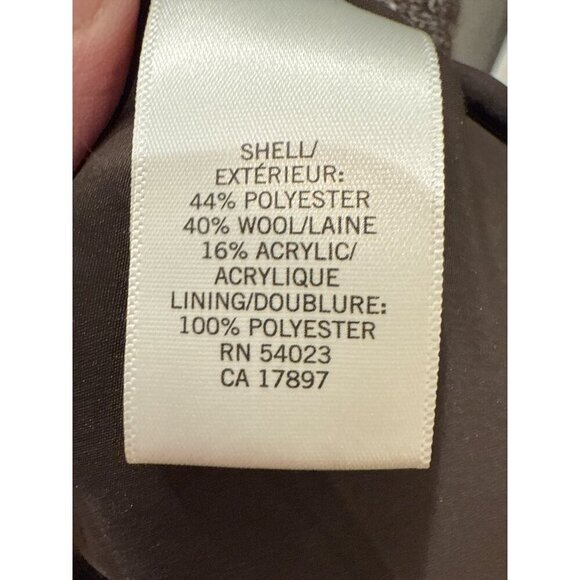 SHELL/
EXTÉRIEUR:
44% POLYESTER
40% WOOL/LAINE
16% ACRYLIC/
ACRYLIQUE
LINING/DOUBLURE:
100% POLYESTER
RN 54023
CA 17897